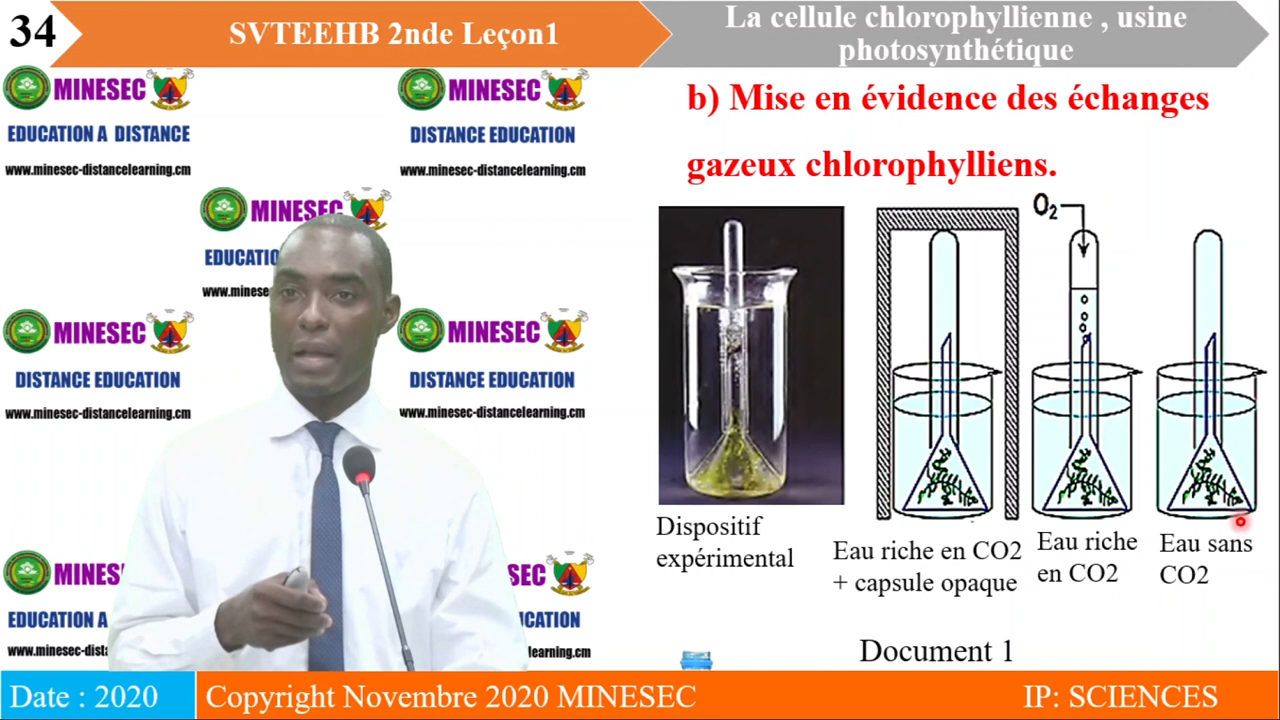 34
SVTEEHB 2nde Leçon1
La cellule chlorophyllienne , usine
photosynthétique
MINESEC
EDUCATION A DISTANCE
www.minesec-distancelearning.cm
MINESEC
DISTANCE EDUCATION
www.minesec-distancelearning.cm
MINESEC
MINESEC
DISTANCE EDUCATION
www.minesec-distancelearning.cm
MINESEC
DISTANCE EDUCATION
www.minesec-distancelearning.cm
EDUCATION A
b) Mise en évidence des échanges
gazeux chlorophylliens.
O₂
Dispositif
expérimental
Eau riche en CO2
+ capsule opaque
Eau riche
en CO2
Eau sans
CO2
Document 1
Date : 2020
Copyright Novembre 2020 MINESEC
IP: SCIENCES